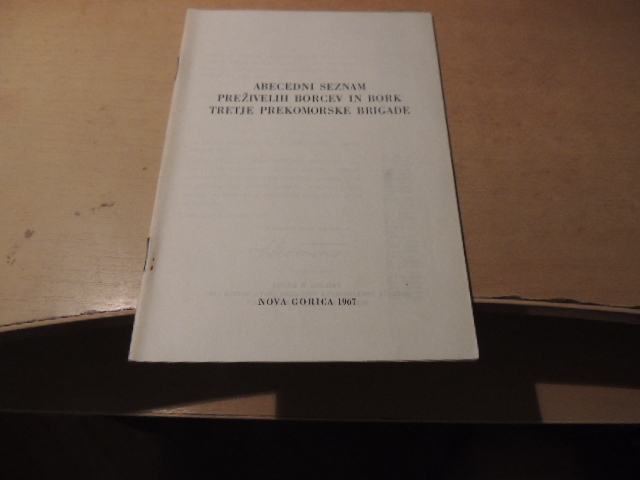 ABECEDNI SEZNAM
PREŽIVELIH BORCEV IN BORK
TRETJE PREKOMORSKE BRIGADE
NOVA GORICA 1967